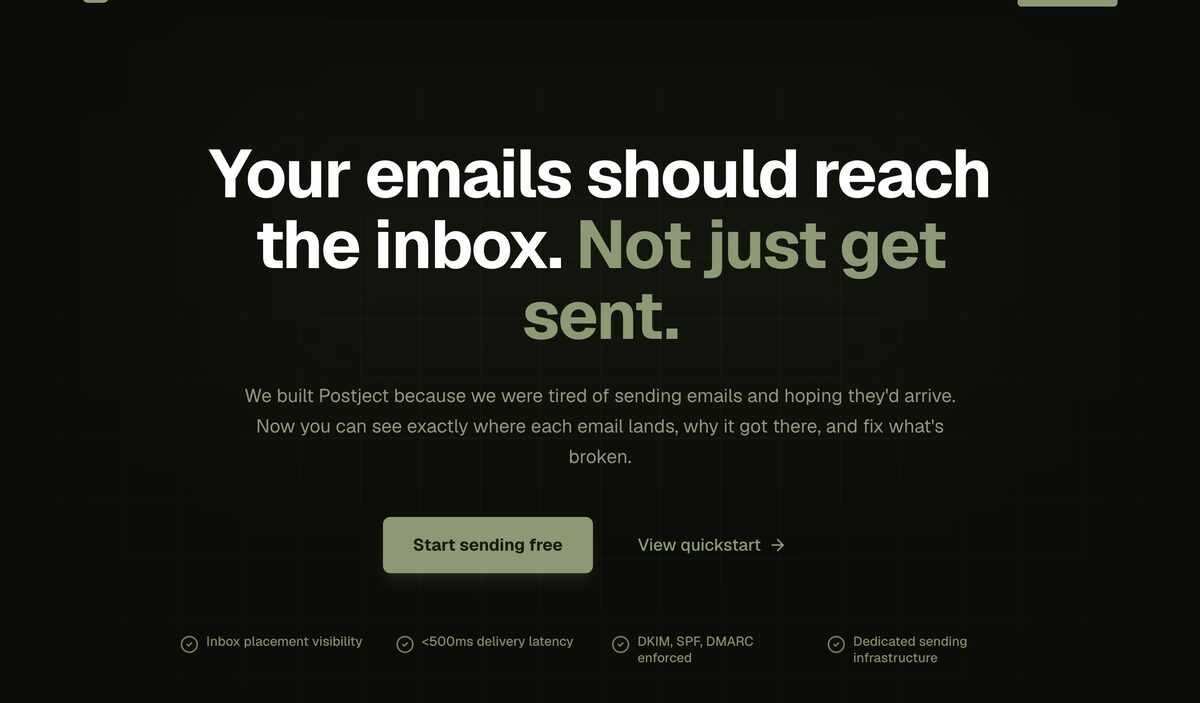 Your emails should reach
the inbox. Not just get
sent.
We built Postject because we were tired of sending emails and hoping they'd arrive.
Now you can see exactly where each email lands, why it got there, and fix what's
broken.
Start sending free
View quickstart →
Inbox placement visibility
<500ms delivery latency
DKIM, SPF, DMARC
enforced
Dedicated sending
infrastructure